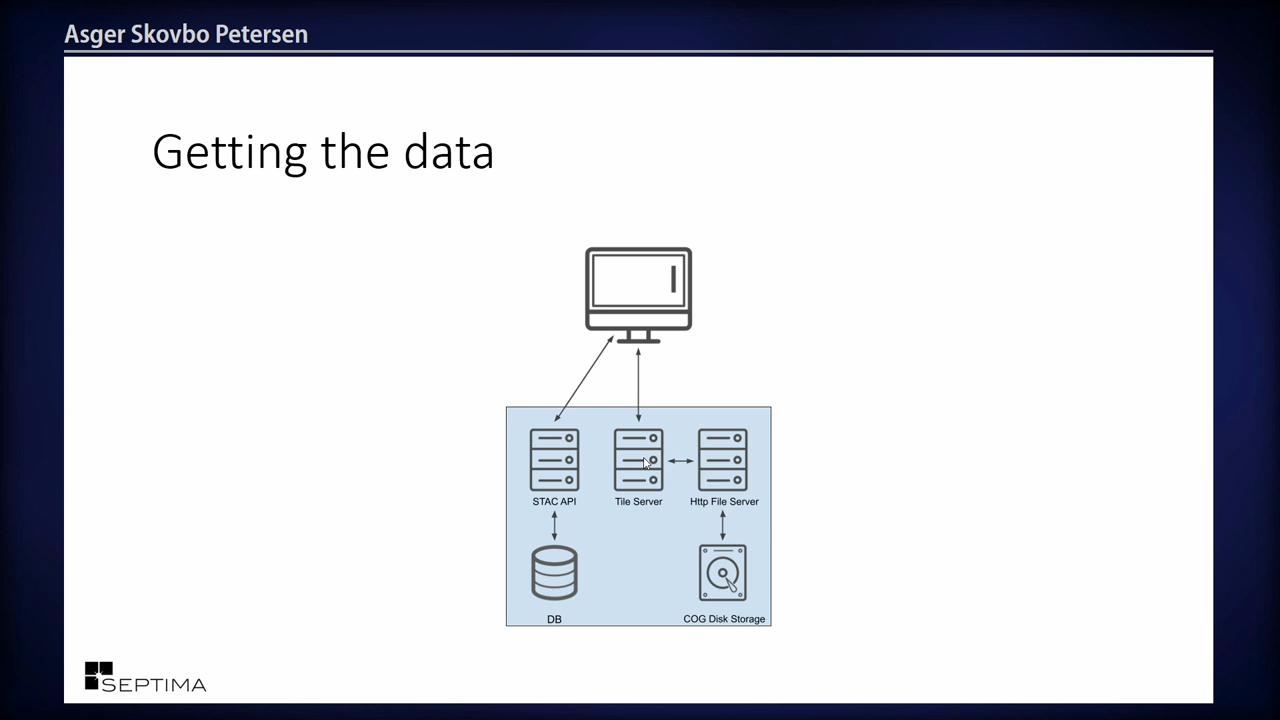 Asger Skovbo Petersen
Getting the data
STAC API
Tile Server
Http File Server
DB
COG Disk Storage
SEPTIMA